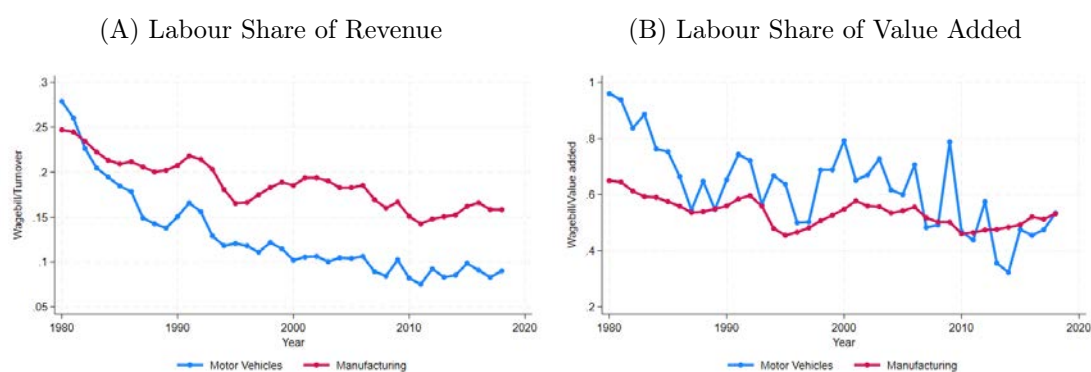 (A) Labour Share of Revenue
(B) Labour Share of Value Added
.3
.25
.2
.15
.1
.05
Wagebill/Turnover
1980
1990
2000
2010
2020
Year
Motor Vehicles
Manufacturing
1
.8
.6
.4
.2
Wagebill/Value added
1980
1990
2000
2010
2020
Year
Motor Vehicles
Manufacturing